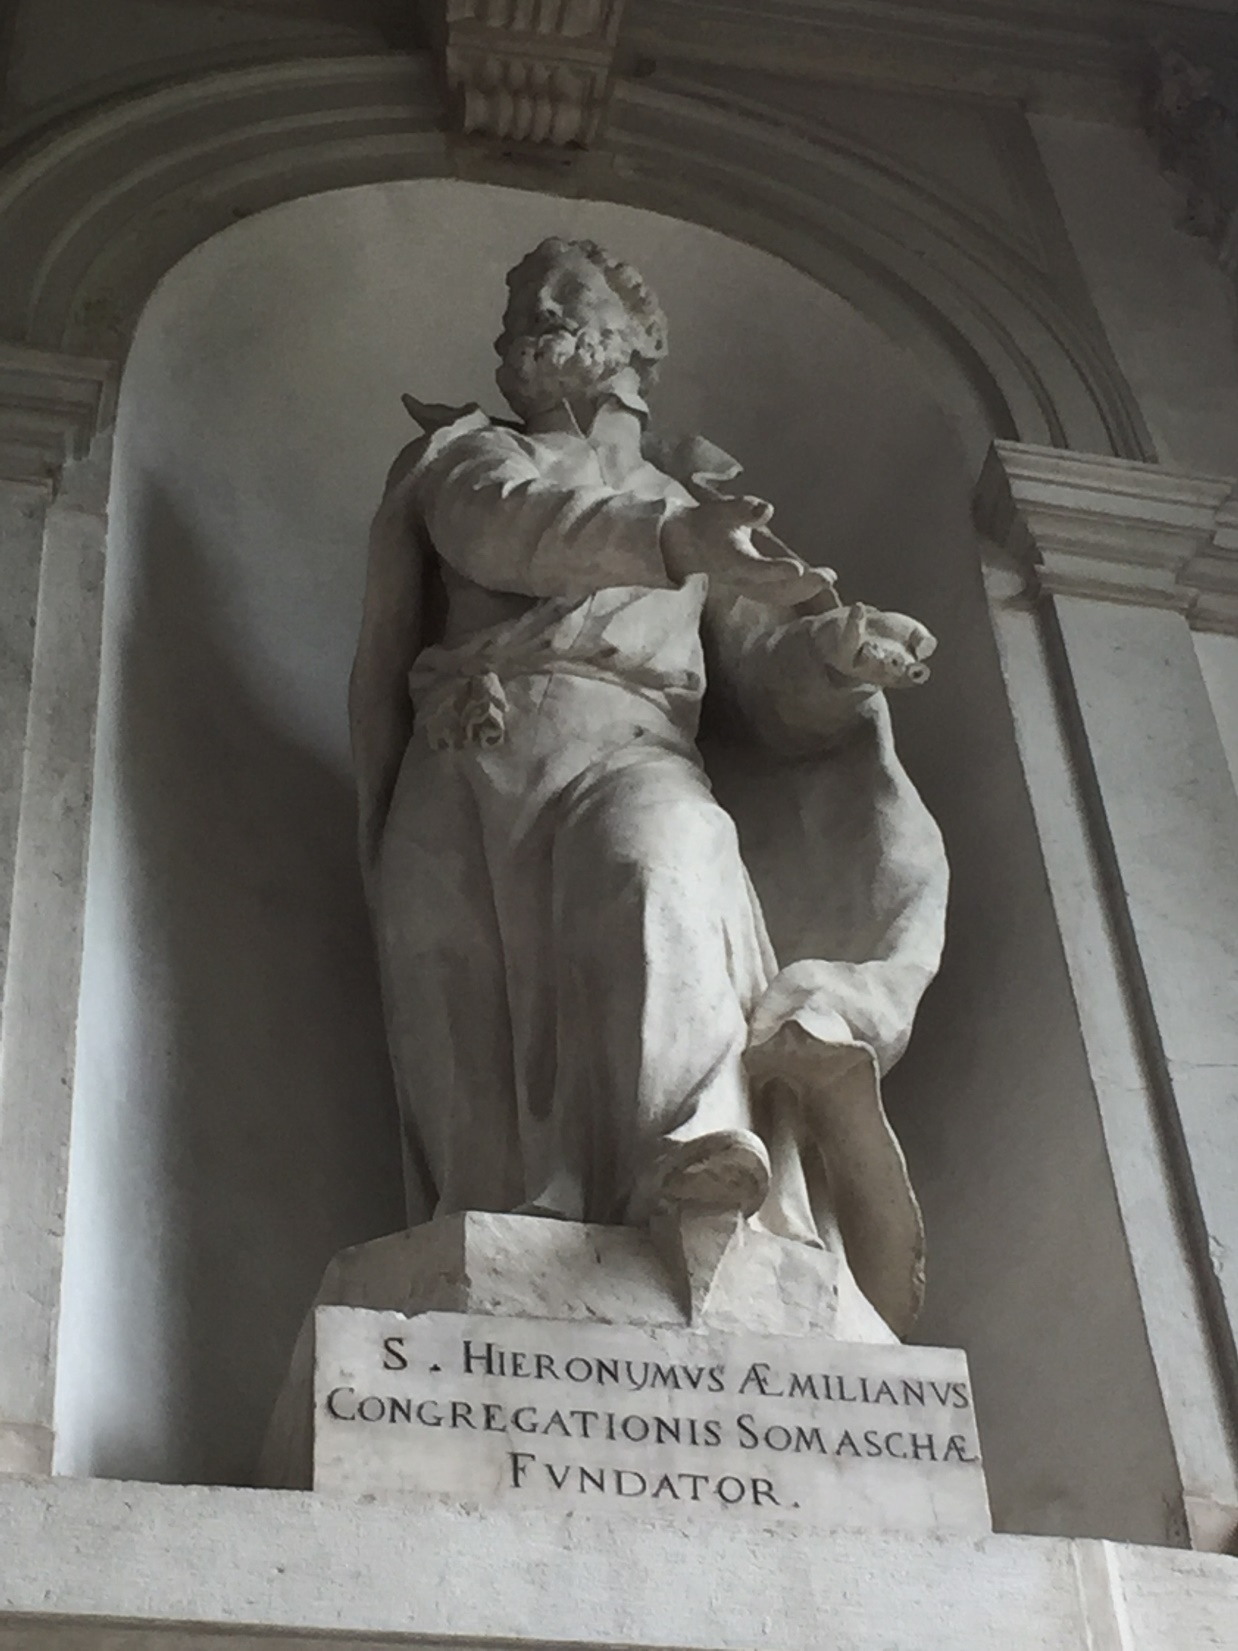 S. HIERONYMVS ÆMILIANVS
CONGREGATIONIS SOMASCHÆ
FVNDATOR.